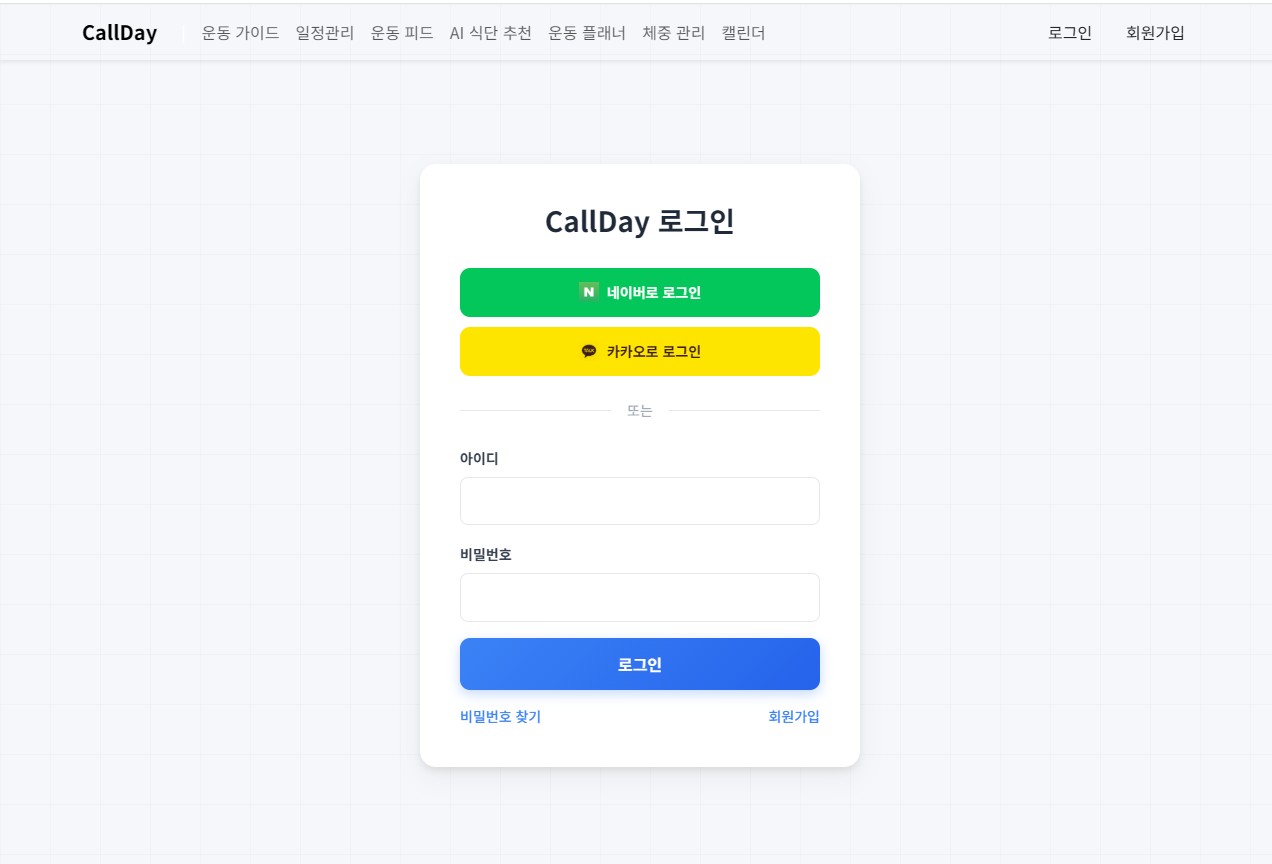 CallDay 운동 가이드 일정관리 운동 피드 AI 식단 추천 운동 플래너 체중 관리 캘린더 로그인 회원가입
CallDay 로그인
N 네이버로 로그인
카카오로 로그인
또는
아이디
비밀번호
로그인
비밀번호 찾기 회원가입